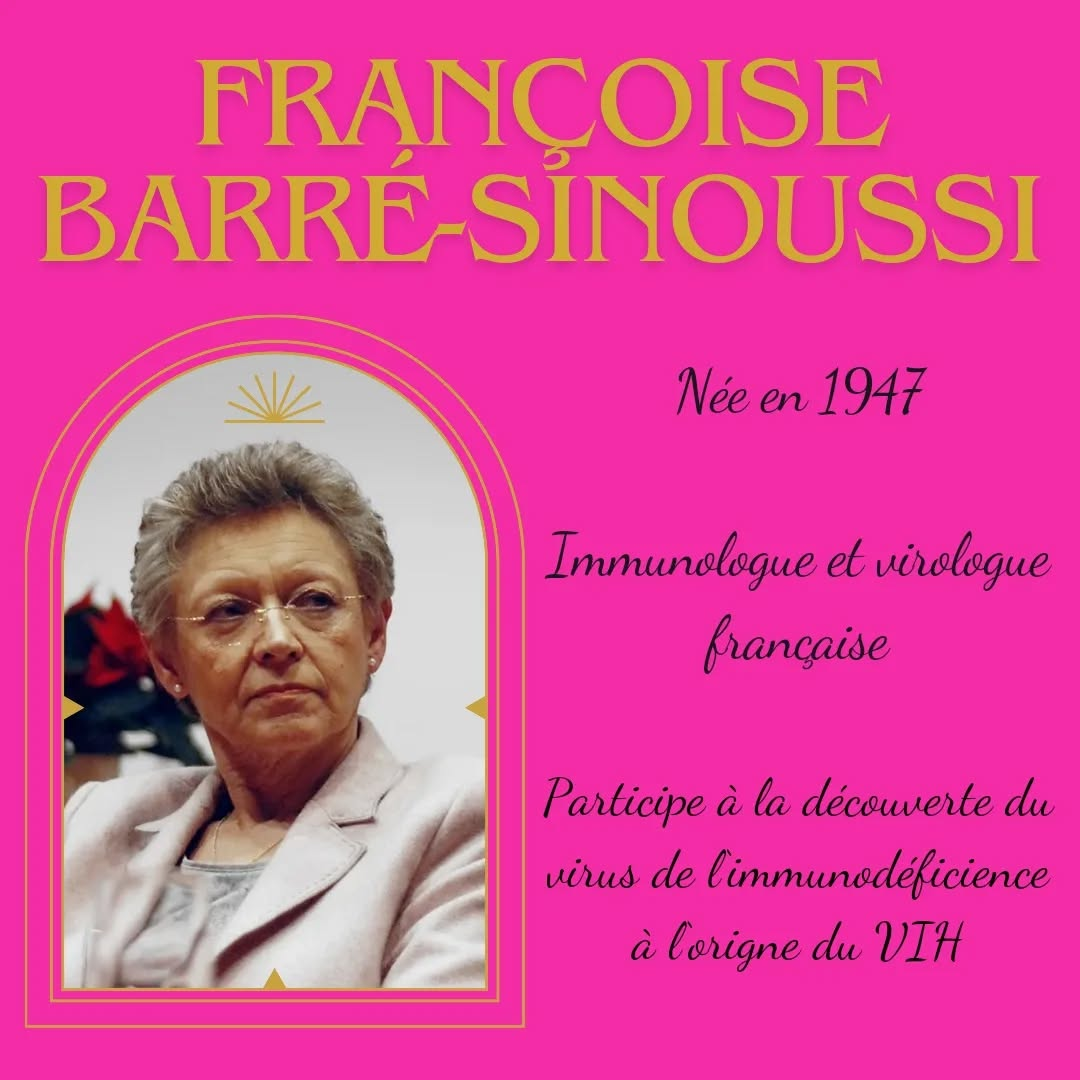 FRANÇOISE
BARRÉ-SINOUSSI
Née en 1947
Immunologue et virologue
française
Participe à la découverte du
virus de l'immunodéficience
à l'origne du VIH